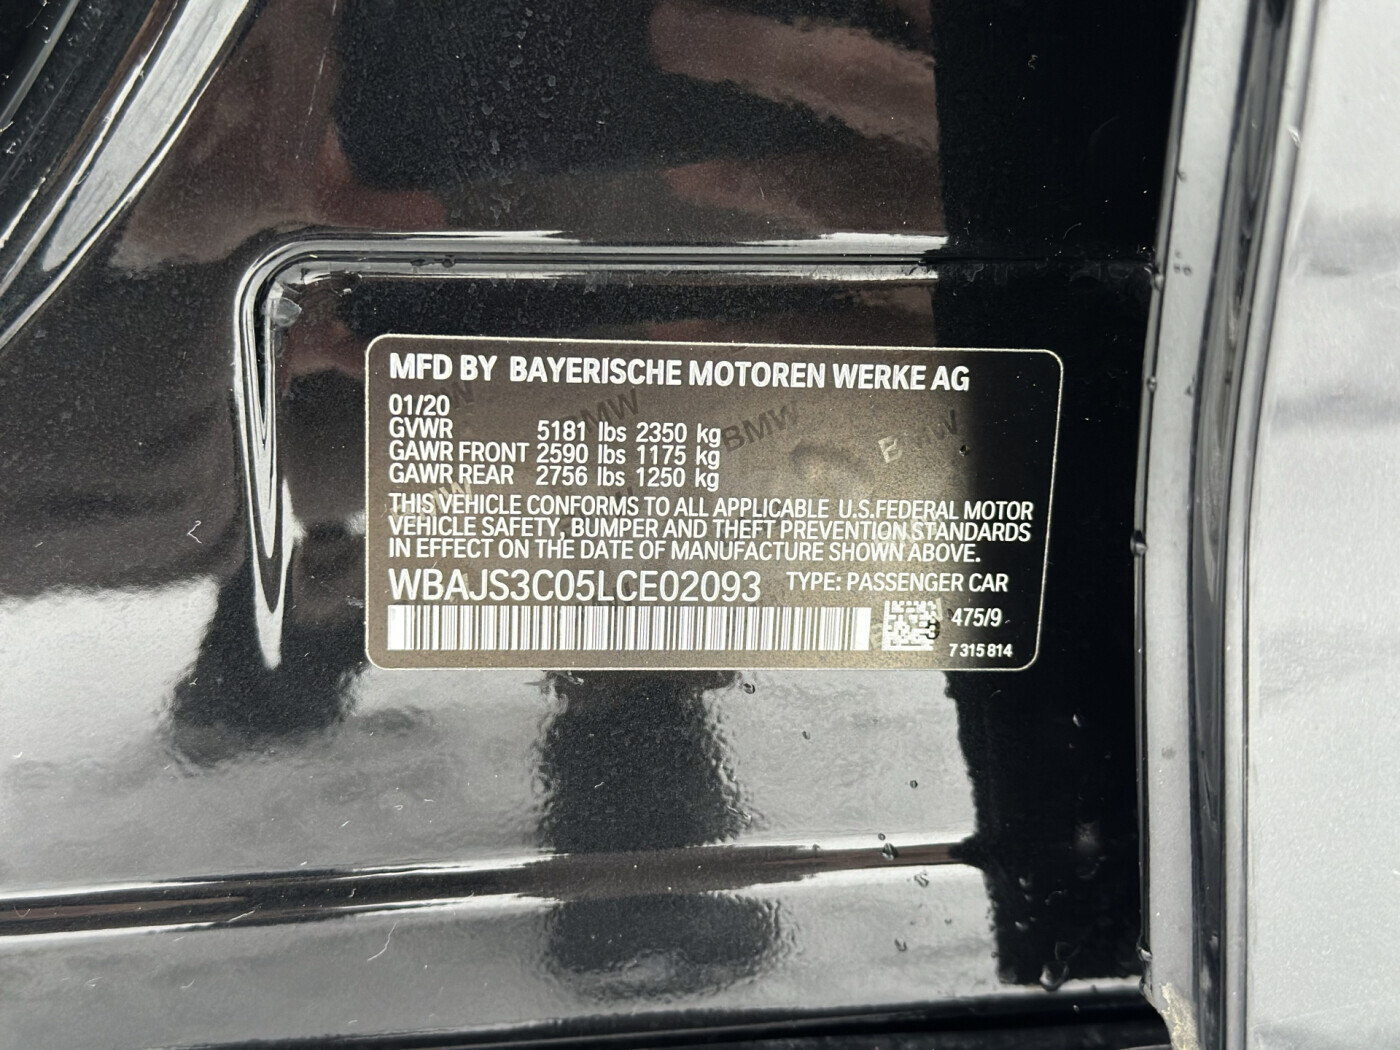 MFD BY BAYERISCHE MOTOREN WERKE AG
01/20
GVWR 5181 lbs 2350 kg
GAWR FRONT 2590 lbs 1175 kg
GAWR REAR 2756 lbs 1250 kg
THIS VEHICLE CONFORMS TO ALL APPLICABLE U.S.FEDERAL MOTOR
VEHICLE SAFETY, BUMPER AND THEFT PREVENTION STANDARDS
IN EFFECT ON THE DATE OF MANUFACTURE SHOWN ABOVE.
WBAJS3C05LCE02093 TYPE: PASSENGER CAR
475/9
7 315 814
BMW
BMW
BMW